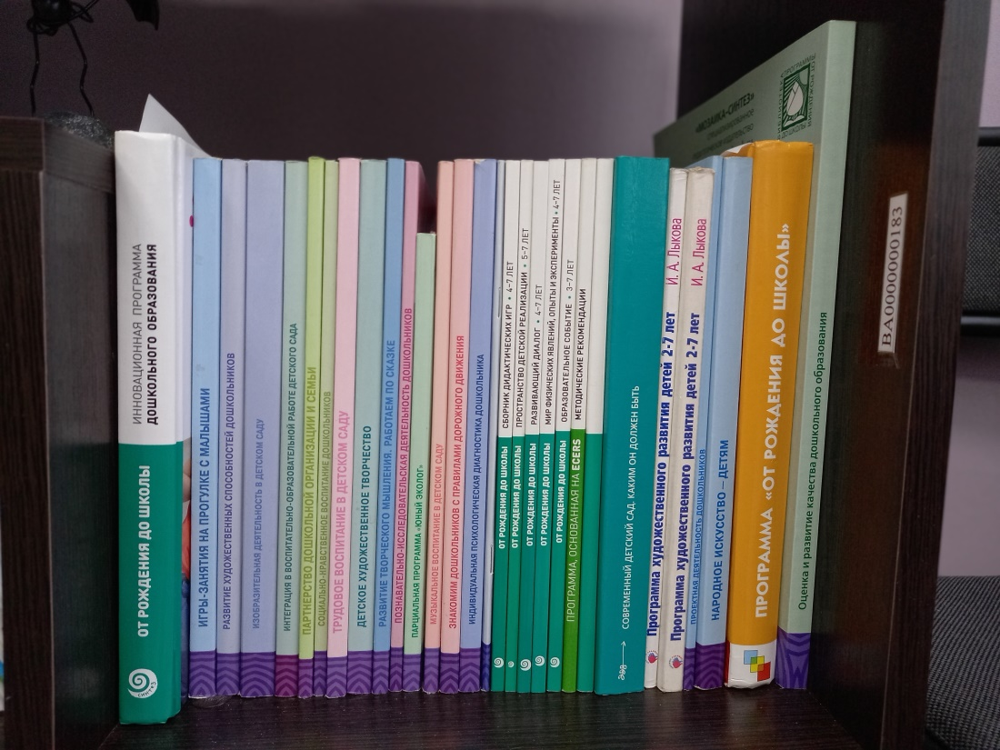 ИННОВАЦИОННАЯ ПРОГРАММА
ДОШКОЛЬНОГО ОБРАЗОВАНИЯ
ОТ РОЖДЕНИЯ ДО ШКОЛЫ
СИНТЕЗ
ИГРЫ-ЗАНЯТИЯ НА ПРОГУЛКЕ С МАЛЫШАМИ
РАЗВИТИЕ ХУДОЖЕСТВЕННЫХ СПОСОБНОСТЕЙ ДОШКОЛЬНИКОВ
ИЗОБРАЗИТЕЛЬНАЯ ДЕЯТЕЛЬНОСТЬ В ДЕТСКОМ САДУ
ИНТЕГРАЦИЯ В ВОСПИТАТЕЛЬНО-ОБРАЗОВАТЕЛЬНОЙ РАБОТЕ ДЕТСКОГО САДА
ПАРТНЕРСТВО ДОШКОЛЬНОЙ ОРГАНИЗАЦИИ И СЕМЬИ
СОЦИАЛЬНО-НРАВСТВЕННОЕ ВОСПИТАНИЕ ДОШКОЛЬНИКОВ
ТРУДОВОЕ ВОСПИТАНИЕ В ДЕТСКОМ САДУ
ДЕТСКОЕ ХУДОЖЕСТВЕННОЕ ТВОРЧЕСТВО
РАЗВИТИЕ ТВОРЧЕСКОГО МЫШЛЕНИЯ. РАБОТАЕМ ПО СКАЗКЕ
ПОЗНАВАТЕЛЬНО-ИССЛЕДОВАТЕЛЬСКАЯ ДЕЯТЕЛЬНОСТЬ ДОШКОЛЬНИКОВ
ПАРЦИАЛЬНАЯ ПРОГРАММА «ЮНЫЙ ЭКОЛОГ»
МУЗЫКАЛЬНОЕ ВОСПИТАНИЕ В ДЕТСКОМ САДУ
ЗНАКОМИМ ДОШКОЛЬНИКОВ С ПРАВИЛАМИ ДОРОЖНОГО ДВИЖЕНИЯ
ИНДИВИДУАЛЬНАЯ ПСИХОЛОГИЧЕСКАЯ ДИАГНОСТИКА ДОШКОЛЬНИКА
ОТ РОЖДЕНИЯ ДО ШКОЛЫ СБОРНИК ДИДАКТИЧЕСКИХ ИГР • 4–7 ЛЕТ
ОТ РОЖДЕНИЯ ДО ШКОЛЫ ПРОСТРАНСТВО ДЕТСКОЙ РЕАЛИЗАЦИИ • 5–7 ЛЕТ
ОТ РОЖДЕНИЯ ДО ШКОЛЫ РАЗВИВАЮЩИЙ ДИАЛОГ • 4–7 ЛЕТ
ОТ РОЖДЕНИЯ ДО ШКОЛЫ МИР ФИЗИЧЕСКИХ ЯВЛЕНИЙ, ОПЫТЫ И ЭКСПЕРИМЕНТЫ • 4–7 ЛЕТ
ОТ РОЖДЕНИЯ ДО ШКОЛЫ ОБРАЗОВАТЕЛЬНОЕ СОБЫТИЕ • 3–7 ЛЕТ
ПРОГРАММА, ОСНОВАННАЯ НА ECERS МЕТОДИЧЕСКИЕ РЕКОМЕНДАЦИИ
СОВРЕМЕННЫЙ ДЕТСКИЙ САД. КАКИМ ОН ДОЛЖЕН БЫТЬ
Программа художественного развития детей 2-7 лет И. А. Лыкова
Программа художественного развития детей 2-7 лет И. А. Лыкова
ПРОЕКТНАЯ ДЕЯТЕЛЬНОСТЬ ДОШКОЛЬНИКОВ
НАРОДНОЕ ИСКУССТВО — ДЕТЯМ
ПРОГРАММА «ОТ РОЖДЕНИЯ ДО ШКОЛЫ»
Оценка и развитие качества дошкольного образования
«МОЗАИКА-СИНТЕЗ»
ВА0000000183